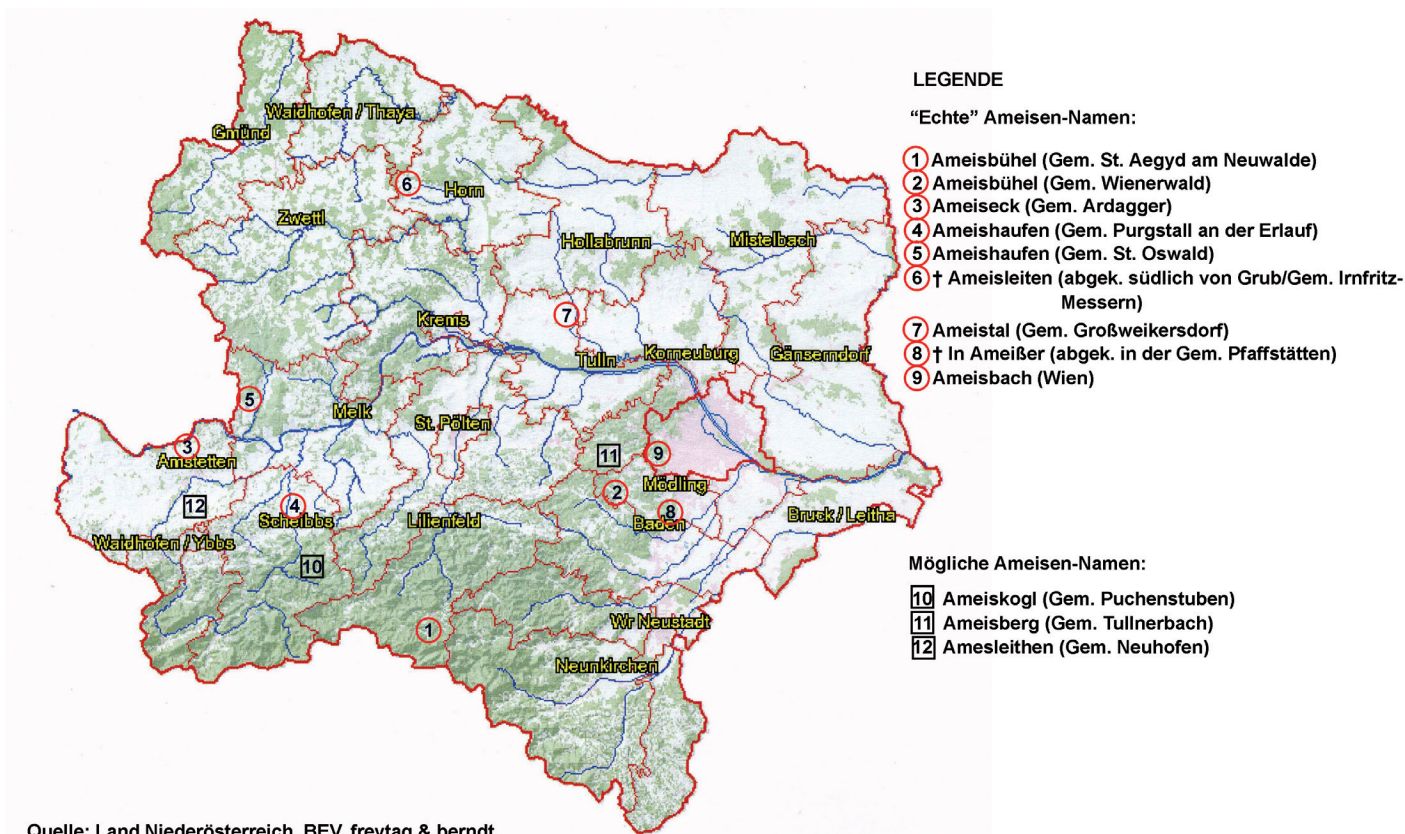 LEGENDE
“Echte” Ameisen-Namen:
1 Ameisbühel (Gem. St. Aegyd am Neuwalde)
2 Ameisbühel (Gem. Wienerwald)
3 Ameiseck (Gem. Ardagger)
4 Ameishaufen (Gem. Purgstall an der Erlauf)
5 Ameishaufen (Gem. St. Oswald)
6 † Ameisleiten (abgek. südlich von Grub/Gem. Irnfritz-
Messern)
7 Ameistal (Gem. Großweikersdorf)
8 † In Ameißer (abgek. in der Gem. Pfaffstätten)
9 Ameisbach (Wien)
Mögliche Ameisen-Namen:
10 Ameiskogl (Gem. Puchenstuben)
11 Ameisberg (Gem. Tullnerbach)
12 Amesleithen (Gem. Neuhofen)
Waidhofen / Thaya
Gmünd
6
Horn
Zwettl
Hollabrunn
Mistelbach
7
Krems
Tulln
Korneuburg
Gänserndorf
5
Melk
St. Pölten
3
Amstetten
11
9
Mödling
2
12
4
Scheibbs
Lilienfeld
8
Baden
Bruck / Leitha
Waidhofen / Ybbs
10
1
Wr Neustadt
Neunkirchen
Quelle: Land Niederösterreich, BEV, freytag & berndt